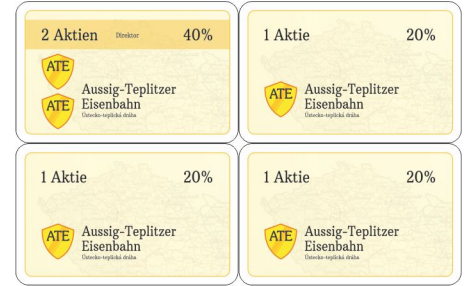 2 Aktien Direktor 40%
ATE
ATE
Aussig-Teplitzer
Eisenbahn
Ústecko-teplická dráha
1 Aktie 20%
ATE
Aussig-Teplitzer
Eisenbahn
Ústecko-teplická dráha
1 Aktie 20%
ATE
Aussig-Teplitzer
Eisenbahn
Ústecko-teplická dráha
1 Aktie 20%
ATE
Aussig-Teplitzer
Eisenbahn
Ústecko-teplická dráha